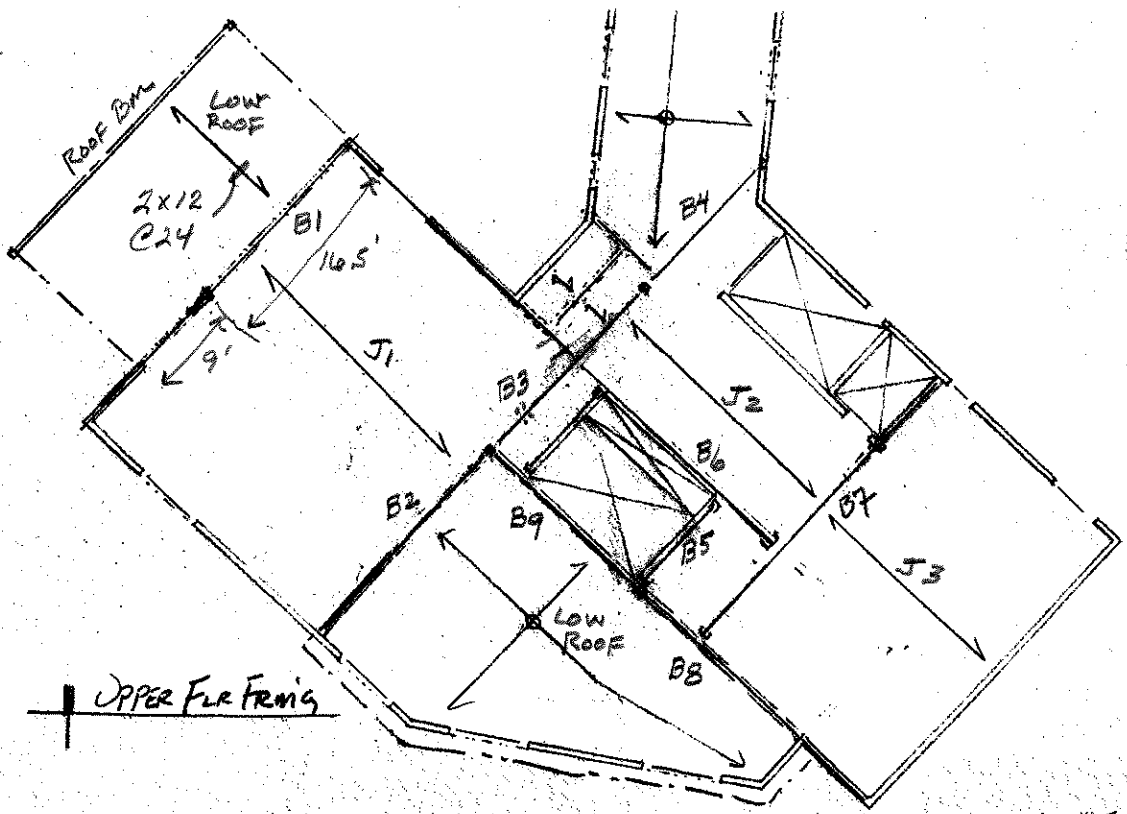 Roof Bm
LOW
ROOF
2x12
@24
B1
16.5'
9'
J1
B4
B3
J2
B2
B9
B6
B5
B7
J3
LOW
ROOF
B8
UPPER FLR FRM'G